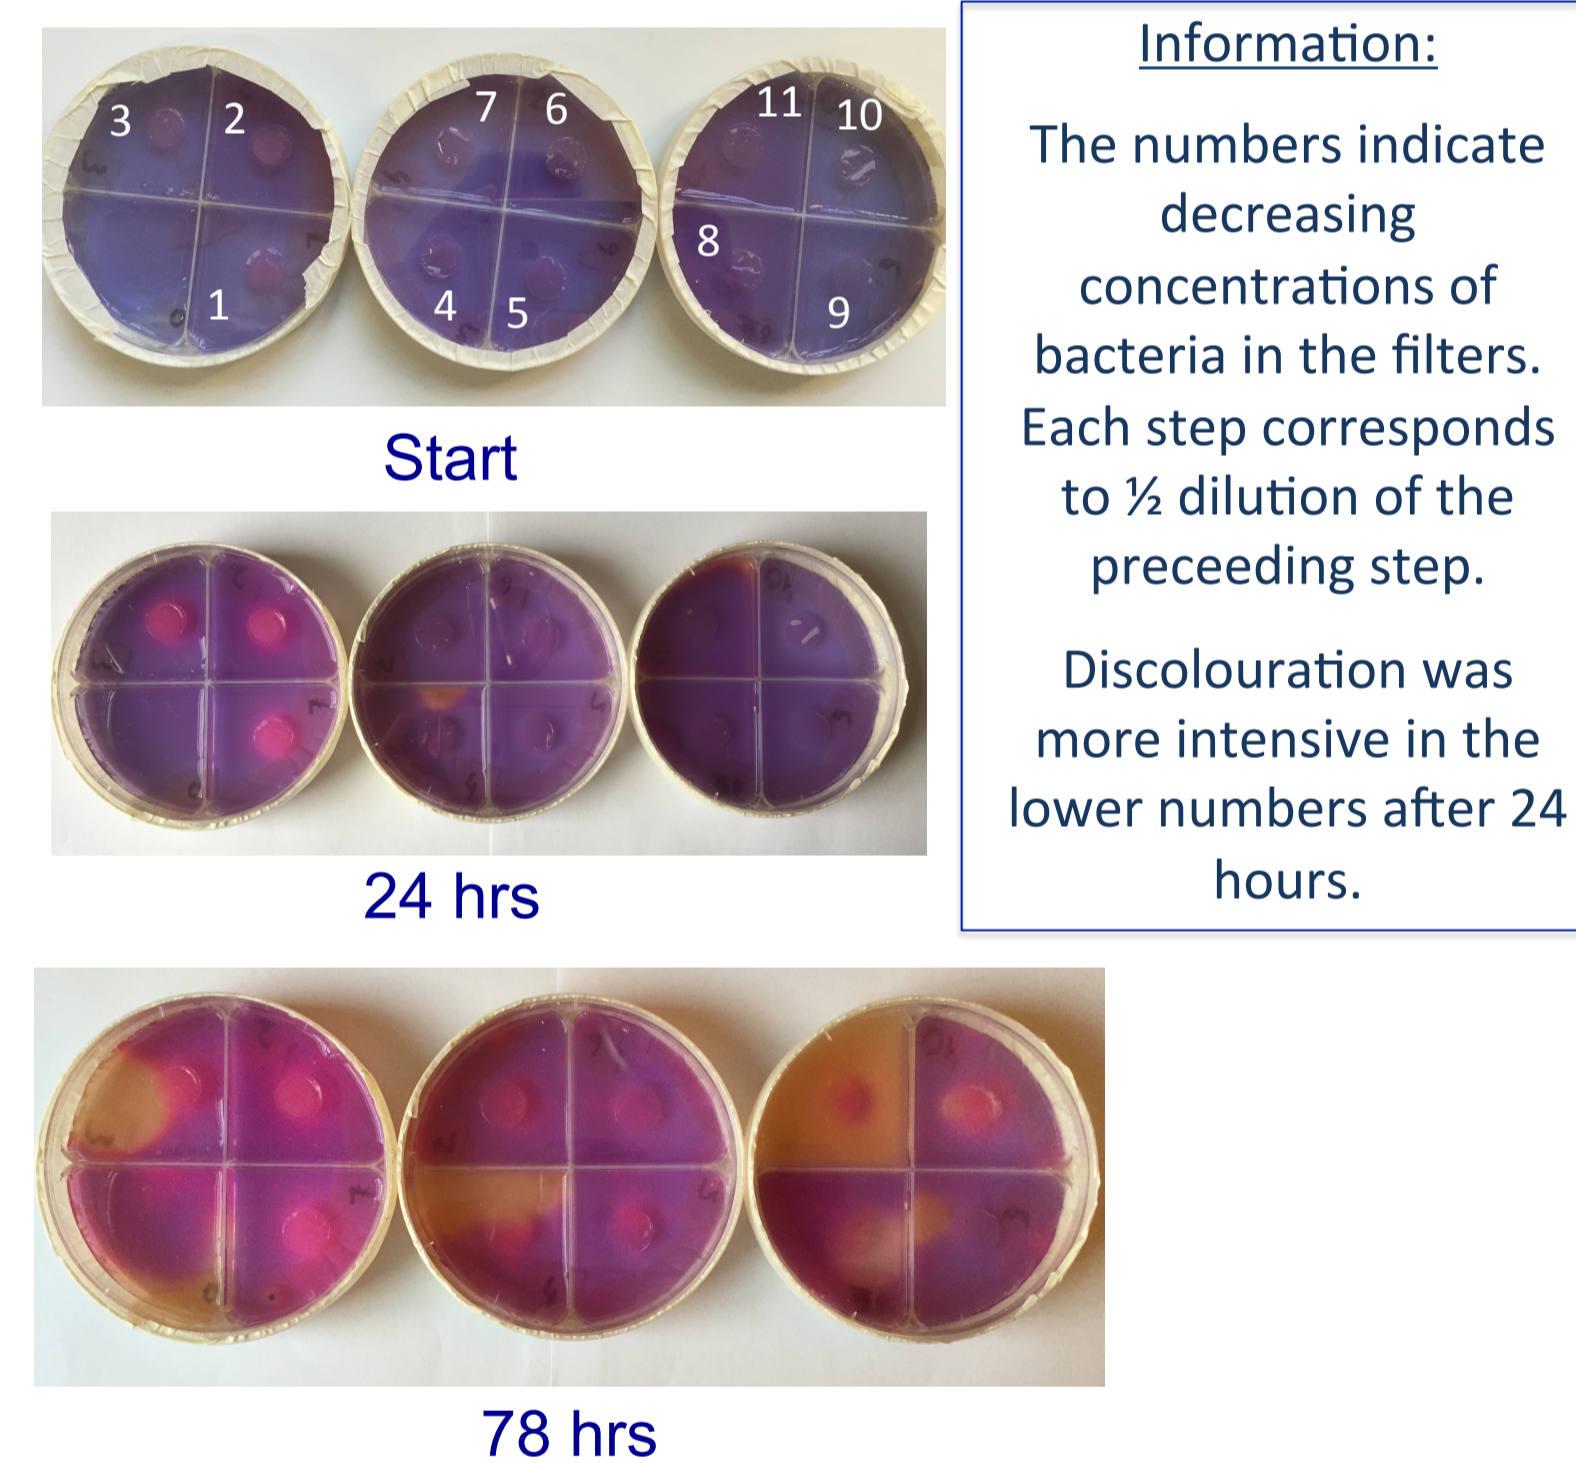 3
2
1
7
6
4
5
11
10
8
9
Start
24 hrs
78 hrs
Information:
The numbers indicate
decreasing
concentrations of
bacteria in the filters.
Each step corresponds
to ½ dilution of the
preceeding step.
Discolouration was
more intensive in the
lower numbers after 24
hours.